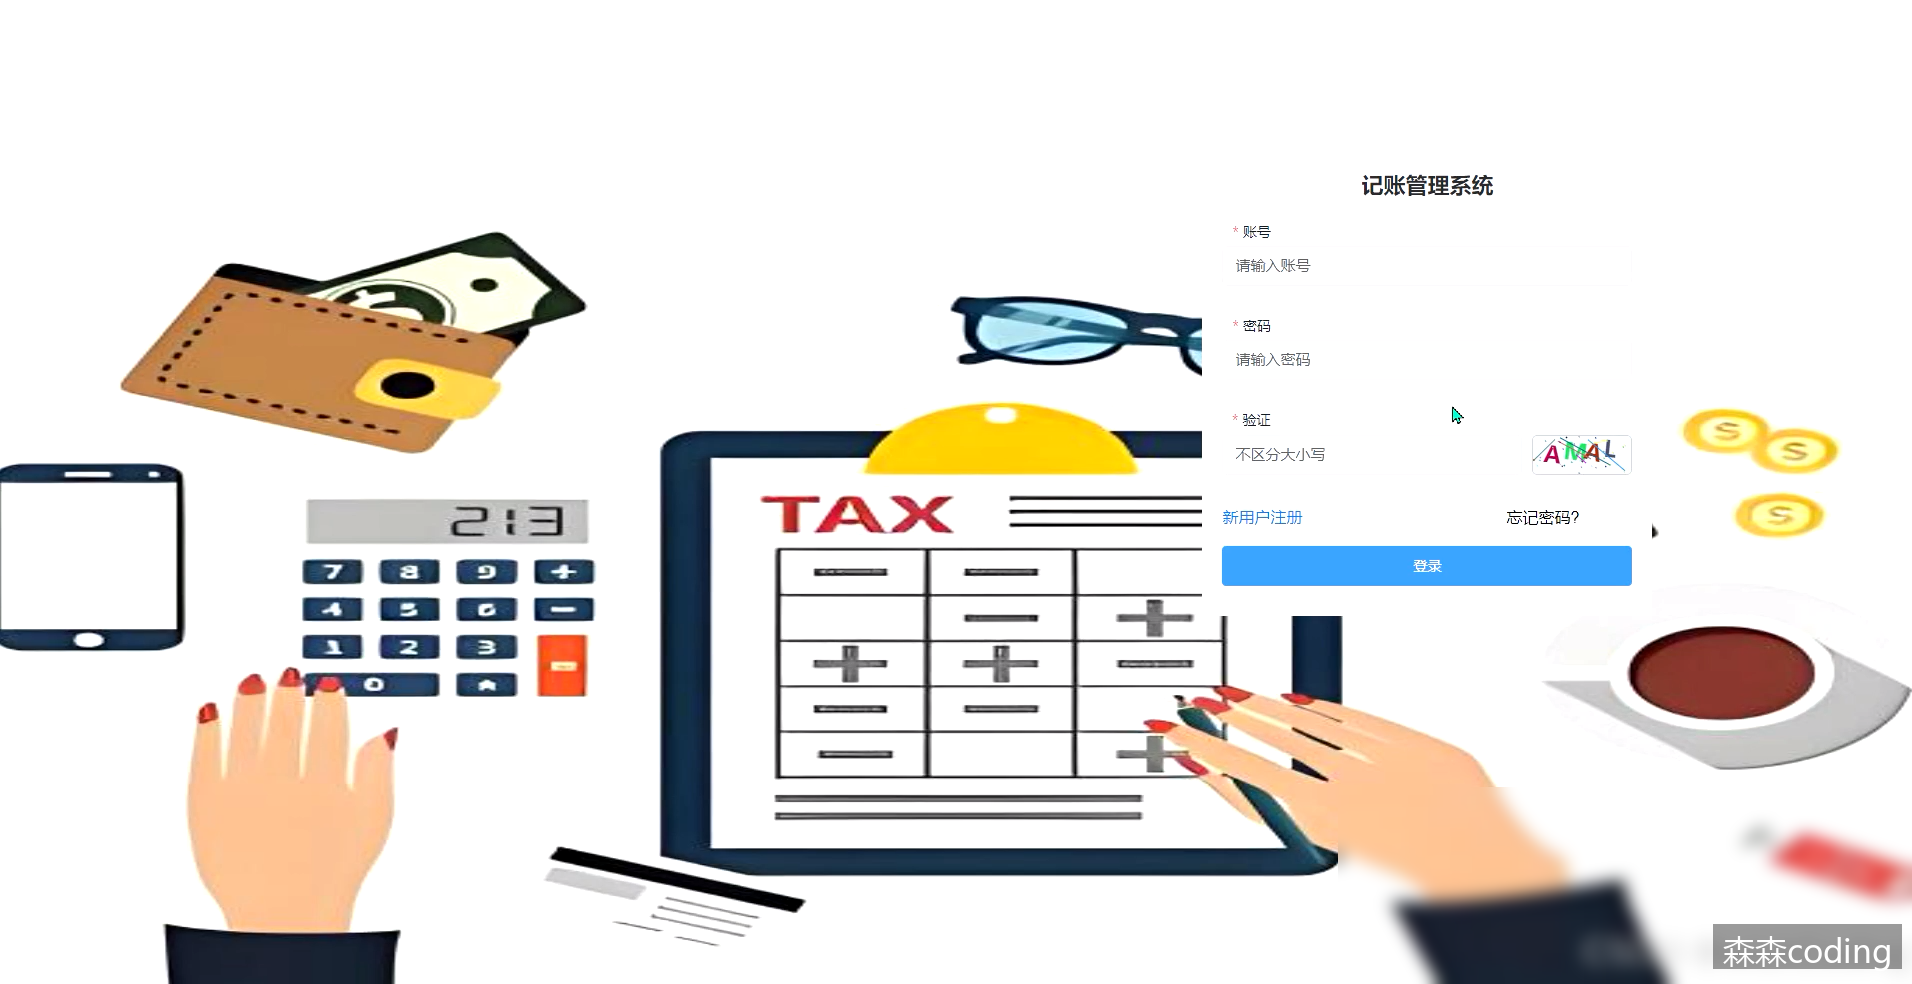 记账管理系统
* 账号
请输入账号
* 密码
请输入密码
* 验证
不区分大小写
AMAL
新用户注册
忘记密码?
登录
TAX
213
7 8 9 +
4 5 6 -
1 2 3
0
森森coding